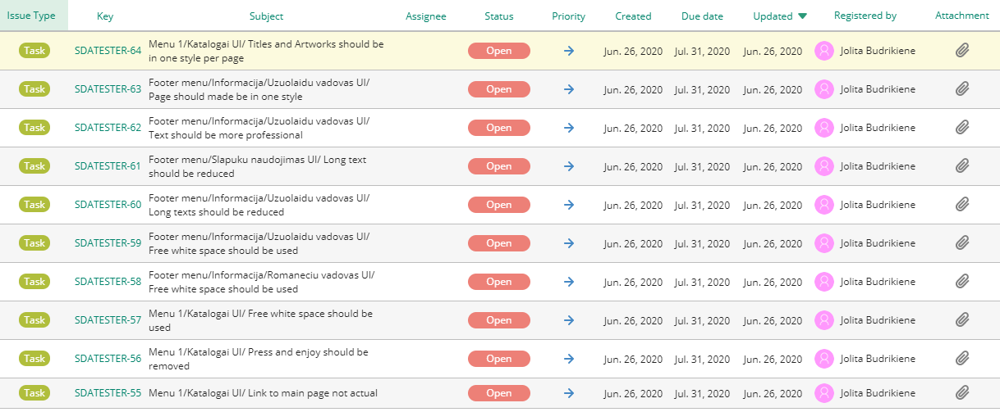 Issue Type Key Subject Assignee Status Priority Created Due date Updated Registered by Attachment
Task SDATESTER-64 Menu 1/Katalogai UI/ Titles and Artworks should be
in one style per page Open Jun. 26, 2020 Jul. 31, 2020 Jun. 26, 2020 Jolita Budrikiene
Task SDATESTER-63 Footer menu/Informacija/Uzuolaidu vadovas UI/
Page should made be in one style Open Jun. 26, 2020 Jul. 31, 2020 Jun. 26, 2020 Jolita Budrikiene
Task SDATESTER-62 Footer menu/Informacija/Uzuolaidu vadovas UI/
Text should be more professional Open Jun. 26, 2020 Jul. 31, 2020 Jun. 26, 2020 Jolita Budrikiene
Task SDATESTER-61 Footer menu/Slapuku naudojimas UI/ Long text
should be reduced Open Jun. 26, 2020 Jul. 31, 2020 Jun. 26, 2020 Jolita Budrikiene
Task SDATESTER-60 Footer menu/Informacija/Uzuolaidu vadovas UI/
Long texts should be reduced Open Jun. 26, 2020 Jul. 31, 2020 Jun. 26, 2020 Jolita Budrikiene
Task SDATESTER-59 Footer menu/Informacija/Uzuolaidu vadovas UI/
Free white space should be used Open Jun. 26, 2020 Jul. 31, 2020 Jun. 26, 2020 Jolita Budrikiene
Task SDATESTER-58 Footer menu/Informacija/Romaneciu vadovas UI/
Free white space should be used Open Jun. 26, 2020 Jul. 31, 2020 Jun. 26, 2020 Jolita Budrikiene
Task SDATESTER-57 Menu 1/Katalogai UI/ Free white space should be
used Open Jun. 26, 2020 Jul. 31, 2020 Jun. 26, 2020 Jolita Budrikiene
Task SDATESTER-56 Menu 1/Katalogai UI/ Press and enjoy should be
removed Open Jun. 26, 2020 Jul. 31, 2020 Jun. 26, 2020 Jolita Budrikiene
Task SDATESTER-55 Menu 1/Katalogai UI/ Link to main page not actual Open Jun. 26, 2020 Jul. 31, 2020 Jun. 26, 2020 Jolita Budrikiene